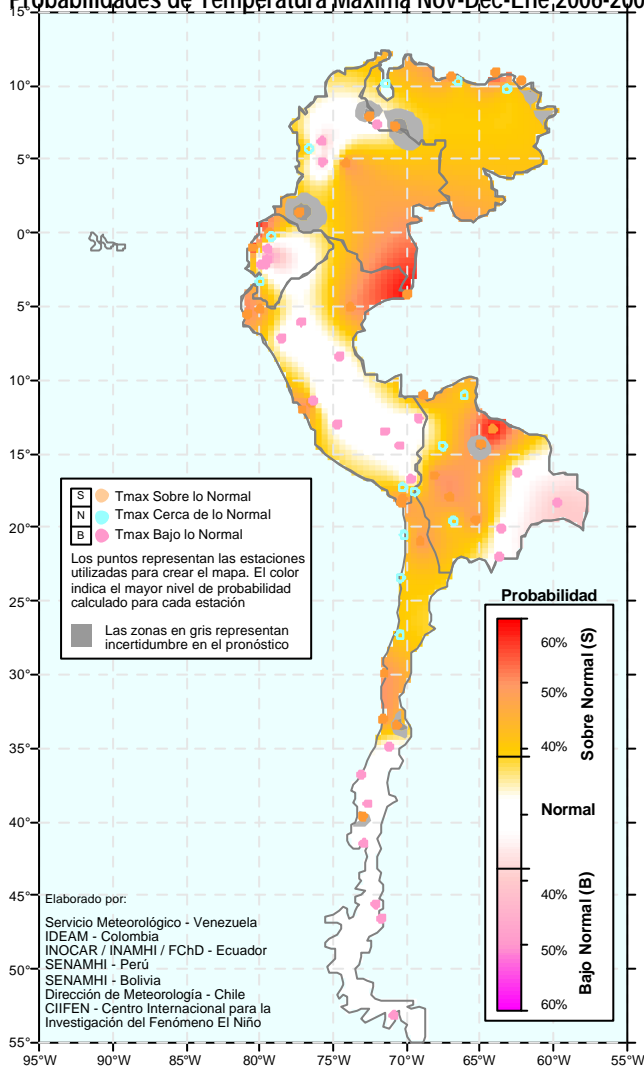 Probabilidades de Temperatura Máxima Nov-Dec-Ene,2006-200
15°
10°
5°
0°
5°
10°
15°
20°
25°
30°
35°
40°
45°
50°
55°
S Tmax Sobre lo Normal
N Tmax Cerca de lo Normal
B Tmax Bajo lo Normal
Los puntos representan las estaciones
utilizadas para crear el mapa. El color
indica el mayor nivel de probabilidad
calculado para cada estación
Las zonas en gris representan
incertidumbre en el pronóstico
Probabilidad
60%
50%
40%
Sobre Normal (S)
Normal
40%
50%
60%
Bajo Normal (B)
Elaborado por:
Servicio Meteorológico - Venezuela
IDEAM - Colombia
INOCAR / INAMHI / FChD - Ecuador
SENAMHI - Perú
SENAMHI - Bolivia
Dirección de Meteorología - Chile
CIIFEN - Centro Internacional para la
Investigación del Fenómeno El Niño
95°W 90°W 85°W 80°W 75°W 70°W 65°W 60°W 55°W